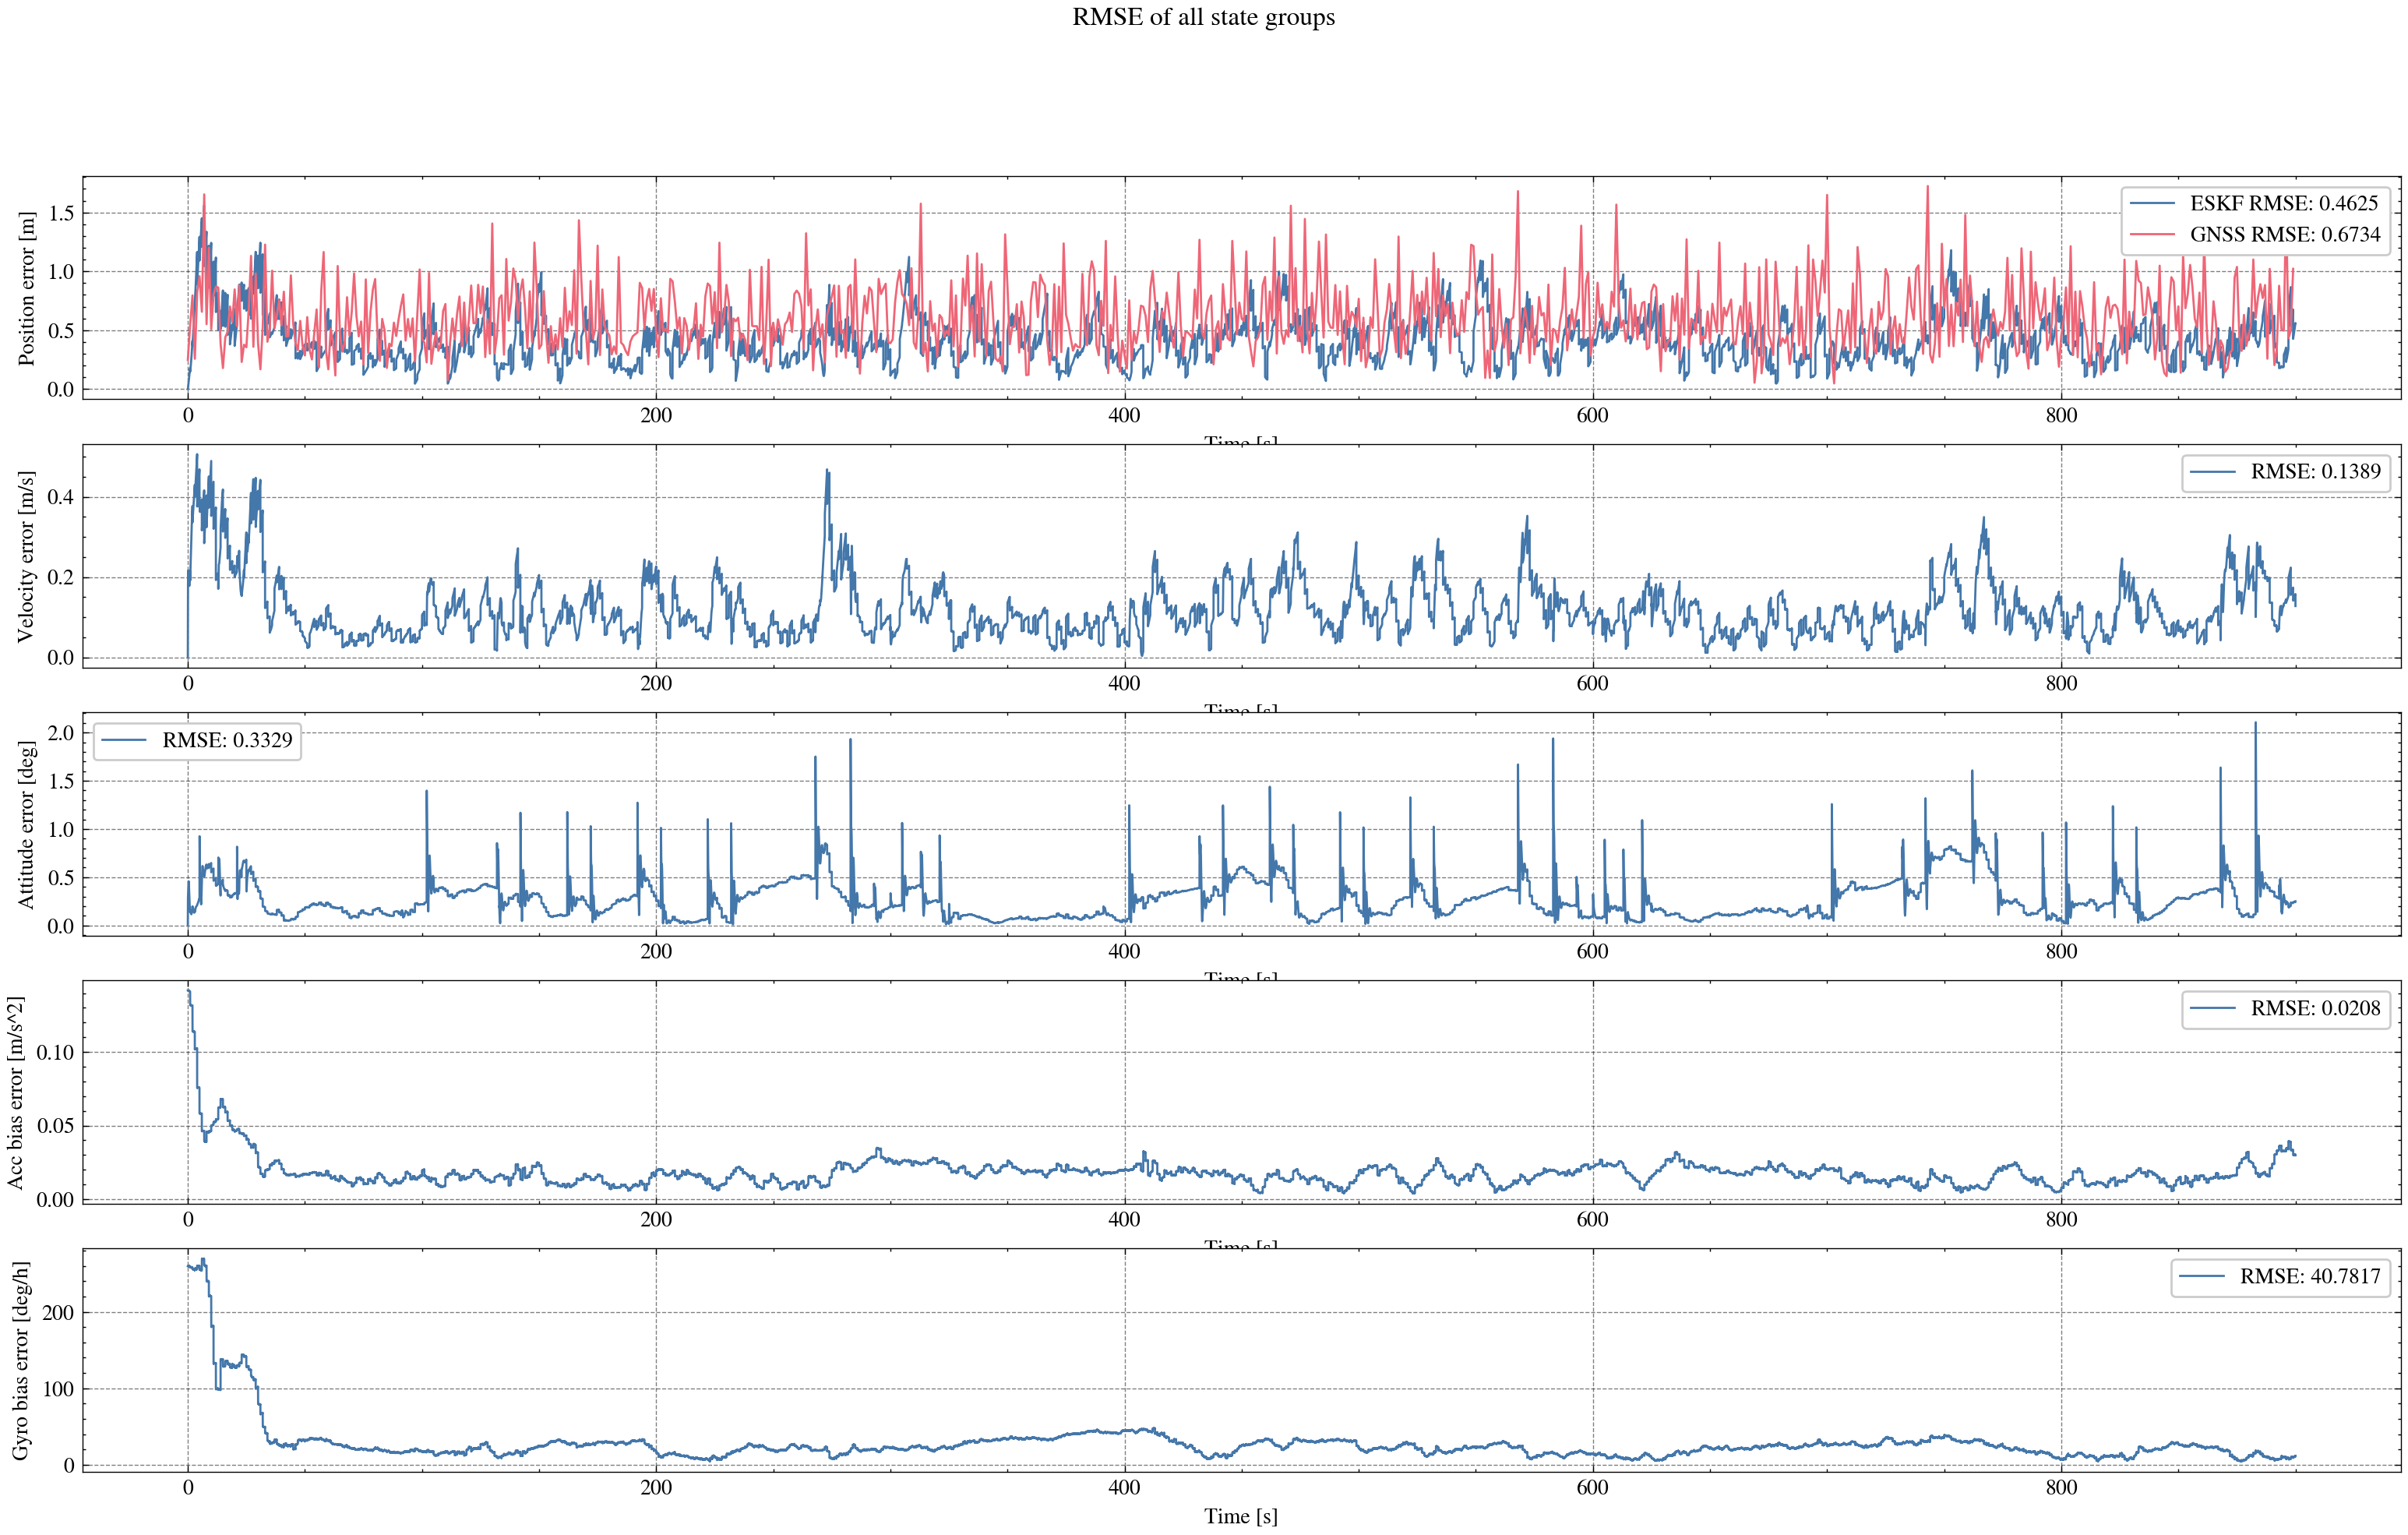 RMSE of all state groups
Position error [m]
1.5
1.0
0.5
0.0
ESKF RMSE: 0.4625
GNSS RMSE: 0.6734
0 200 400 600 800
Time [s]
Velocity error [m/s]
0.4
0.2
0.0
RMSE: 0.1389
0 200 400 600 800
Time [s]
Attitude error [deg]
2.0
1.5
1.0
0.5
0.0
RMSE: 0.3329
0 200 400 600 800
Time [s]
Acc bias error [m/s^2]
0.10
0.05
0.00
RMSE: 0.0208
0 200 400 600 800
Time [s]
Gyro bias error [deg/h]
200
100
0
RMSE: 40.7817
0 200 400 600 800
Time [s]